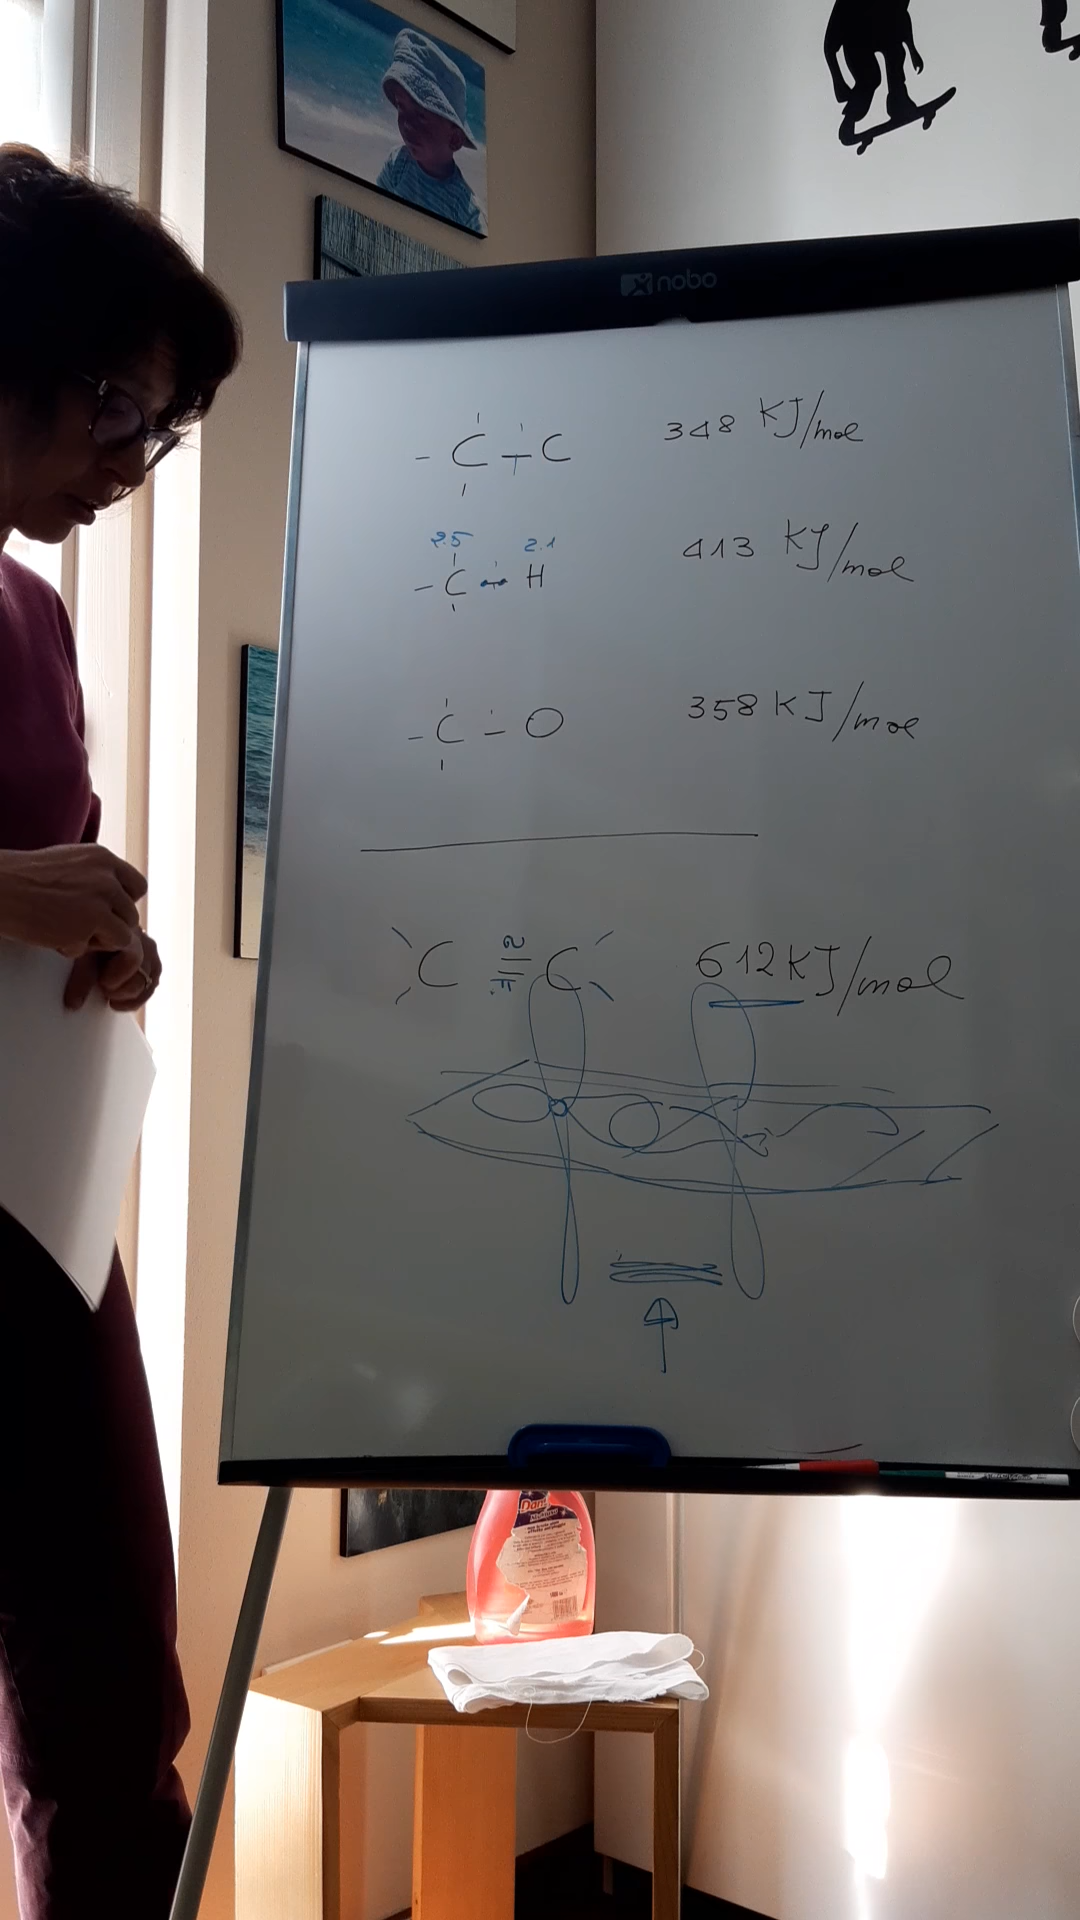 nobo
- C - C 348 KJ/mol
2.5 2.1
- C - H 413 KJ/mol
- C - O 358 KJ/mol
C = C 612 KJ/mol